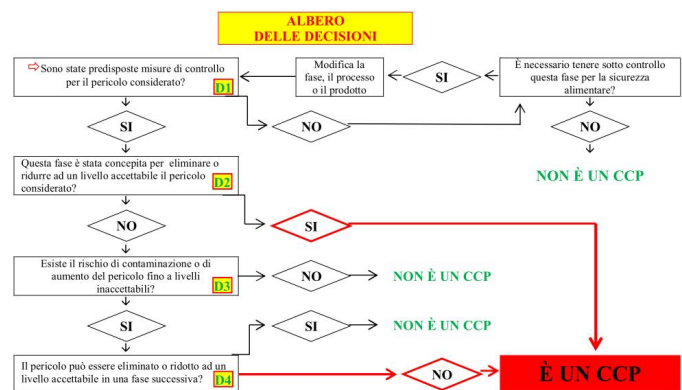 ALBERO
DELLE DECISIONI
⇨Sono state predisposte misure di controllo
per il pericolo considerato?
D1
Modifica la
fase, il processo
o il prodotto
SI
È necessario tenere sotto controllo
questa fase per la sicurezza
alimentare?
SI
NO
NO
NON È UN CCP
Questa fase è stata concepita per eliminare o
ridurre ad un livello accettabile il pericolo
considerato?
D2
NO
SI
Esiste il rischio di contaminazione o di
aumento del pericolo fino a livelli
inaccettabili?
D3
NO
NON È UN CCP
SI
SI
NON È UN CCP
Il pericolo può essere eliminato o ridotto ad un
livello accettabile in una fase successiva?
D4
NO
È UN CCP